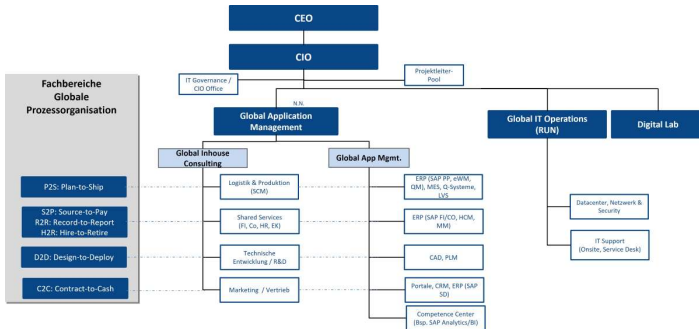 CEO
CIO
IT Governance /
CIO Office
Projektleiter-
Pool
Fachbereiche
Globale
Prozessorganisation
N.N.
Global Application
Management
Global IT Operations
(RUN)
Digital Lab
Global Inhouse
Consulting
Global App Mgmt.
P2S: Plan-to-Ship
Logistik & Produktion
(SCM)
ERP (SAP PP, eWM,
QM), MES, Q-Systeme,
LVS
Datacenter, Netzwerk &
Security
S2P: Source-to-Pay
R2R: Record-to-Report
H2R: Hire-to-Retire
Shared Services
(FI, Co, HR, EK)
ERP (SAP FI/CO, HCM,
MM)
IT Support
(Onsite, Service Desk)
D2D: Design-to-Deploy
Technische
Entwicklung / R&D
CAD, PLM
C2C: Contract-to-Cash
Marketing / Vertrieb
Portale, CRM, ERP (SAP
SD)
Competence Center
(Bsp. SAP Analytics/BI)